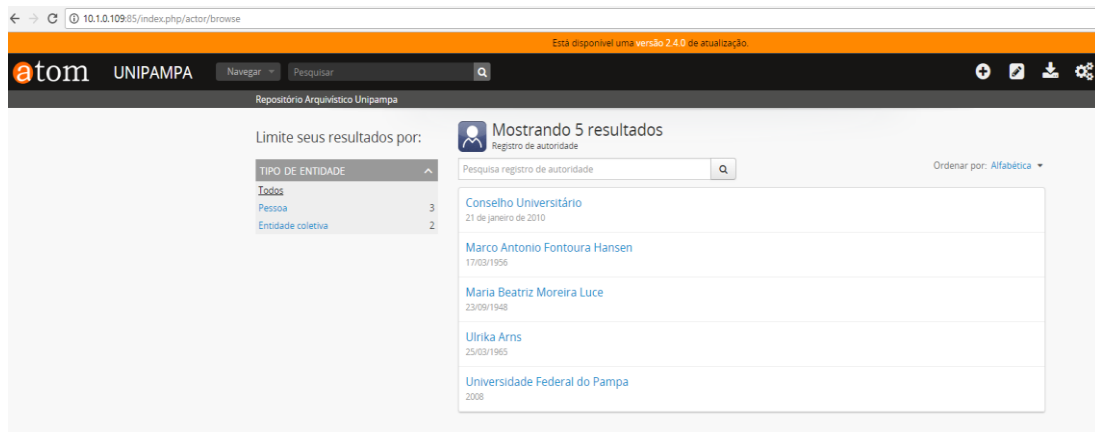 10.1.0.109:85/index.php/actor/browse
Está disponível uma versão 2.4.0 de atualização.
atom UNIPAMPA Navegar Pesquisar
Repositório Arquivístico Unipampa
Limite seus resultados por:
TIPO DE ENTIDADE
Todos
Pessoa 3
Entidade coletiva 2
Mostrando 5 resultados
Registro de autoridade
Pesquisa registro de autoridade
Ordenar por: Alfabética
Conselho Universitário
21 de janeiro de 2010
Marco Antonio Fontoura Hansen
17/03/1956
Maria Beatriz Moreira Luce
23/09/1948
Ulrika Arns
25/03/1965
Universidade Federal do Pampa
2008